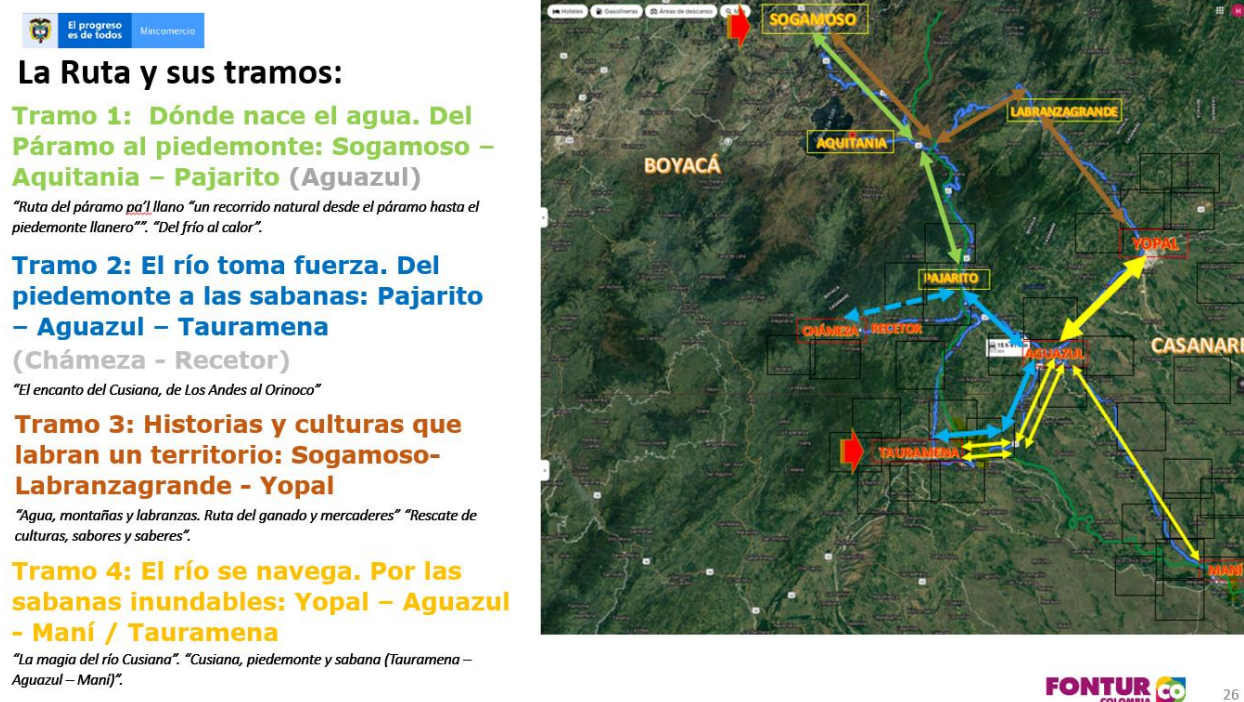 El progreso
es de todos
Mincomercio
La Ruta y sus tramos:
Tramo 1: Dónde nace el agua. Del
Páramo al piedemonte: Sogamoso –
Aquitania – Pajarito (Aguazul)
“Ruta del páramo pa’l llano “un recorrido natural desde el páramo hasta el
piedemonte llanero””. “Del frío al calor”.
Tramo 2: El río toma fuerza. Del
piedemonte a las sabanas: Pajarito
– Aguazul – Tauramena
(Chámeza - Recetor)
“El encanto del Cusiana, de Los Andes al Orinoco”
Tramo 3: Historias y culturas que
labran un territorio: Sogamoso-
Labranzagrande - Yopal
“Agua, montañas y labranzas. Ruta del ganado y mercaderes” “Rescate de
culturas, sabores y saberes”.
Tramo 4: El río se navega. Por las
sabanas inundables: Yopal – Aguazul
- Maní / Tauramena
“La magia del río Cusiana”. “Cusiana, piedemonte y sabana (Tauramena –
Aguazul – Maní)”.
Hoteles
Gasolineras
Áreas de descanso
SOGAMOSO
LABRANZAGRANDE
AQUITANIA
BOYACÁ
YOPAL
PAJARITO
CHÁMEZA
RECETOR
CASANARE
AGUAZUL
TAURAMENA
MANÍ
BOYACÁ
CASANARE
FONTUR CO
COLOMBIA
26